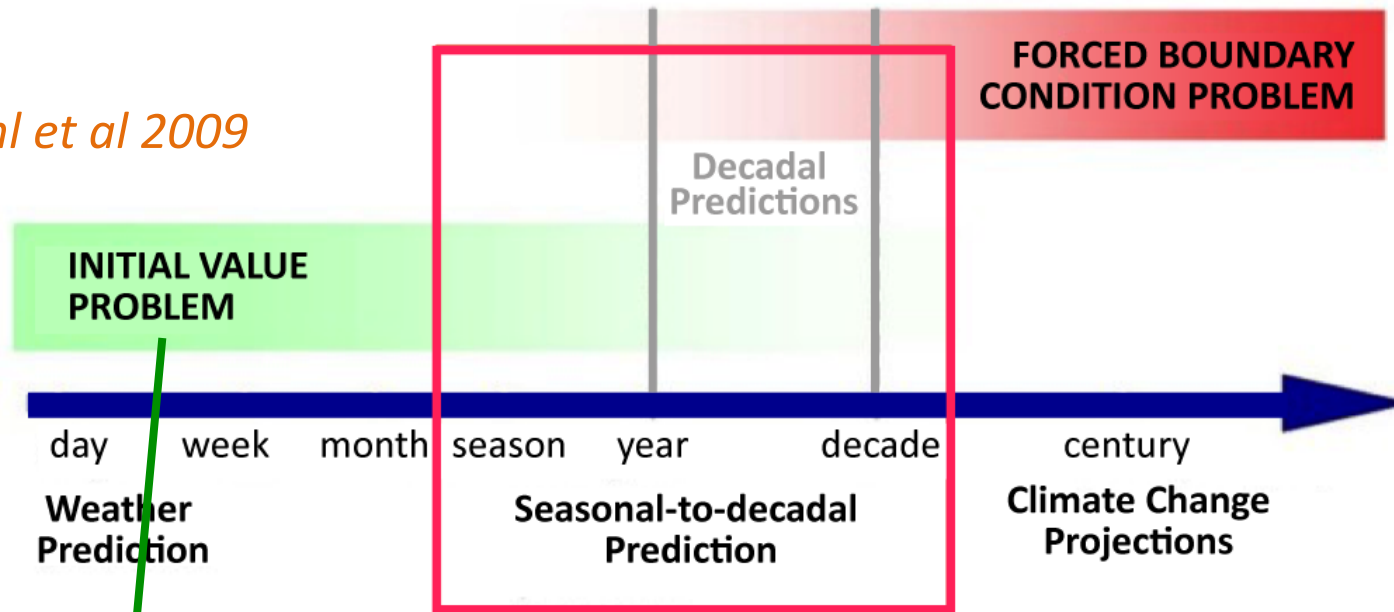 FORCED BOUNDARY
CONDITION PROBLEM
et al 2009
Decadal
Predictions
INITIAL VALUE
PROBLEM
day week month season year decade century
Weather
Prediction
Seasonal-to-decadal
Prediction
Climate Change
Projections